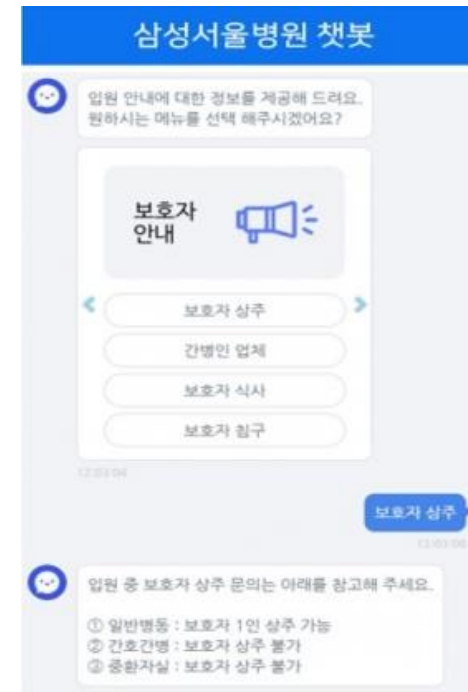 삼성서울병원 챗봇
입원 안내에 대한 정보를 제공해 드려요.
원하시는 메뉴를 선택 해주시겠어요?
보호자
안내
보호자 상주
간병인 업체
보호자 식사
보호자 침구
12:03:04
보호자 상주
입원 중 보호자 상주 문의는 아래를 참고해 주세요.
① 일반병동 : 보호자 1인 상주 가능
② 간호간병 : 보호자 상주 불가
③ 중환자실 : 보호자 상주 불가